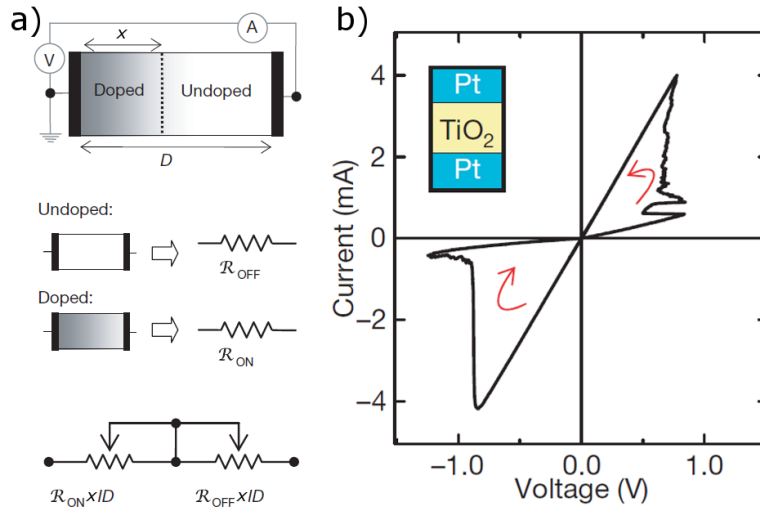 a)
x
A
V
Doped
Undoped
D
Undoped:
ℛ OFF
Doped:
ℛ ON
ℛ ON x/D
ℛ OFF x/D
b)
Pt
TiO₂
Pt
Current (mA)
4
2
0
−2
−4
−1.0
0.0
1.0
Voltage (V)